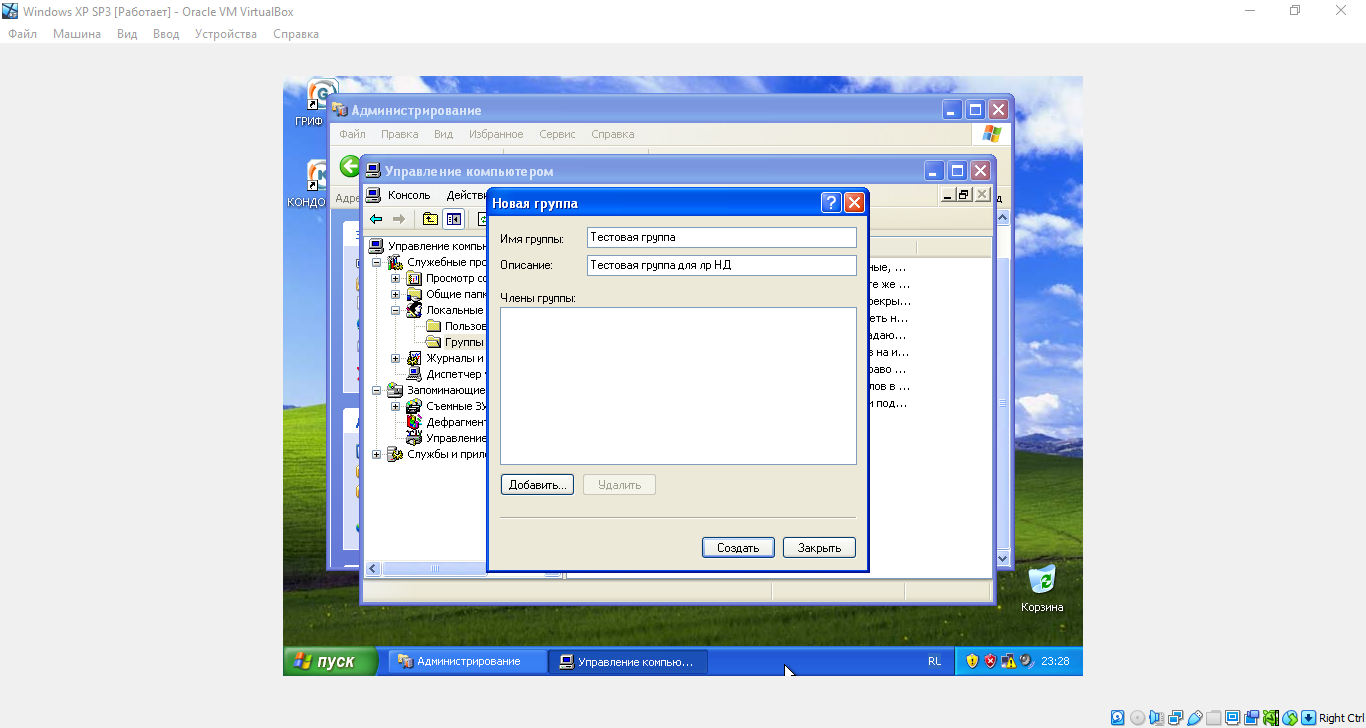 Windows XP SP3 [Работает] - Oracle VM VirtualBox
Файл Машина Вид Ввод Устройства Справка
ГРИФ
КОНДО
Администрирование
Файл Правка Вид Избранное Сервис Справка
Адре
Управление компьютером
Консоль Действи
Управление компь
Служебные про
Просмотр со
Общие папк
Локальные
Пользов
Группы
Журналы и
Диспетчер
Запоминающие
Съемные ЗУ
Дефрагмент
Управление
Службы и прил
ные, ...
те же ...
рекры...
еть н...
адаю...
в на и...
раво ...
лов в ...
и под...
Новая группа
Имя группы: Тестовая группа
Описание: Тестовая группа для лр НД
Члены группы:
Добавить... Удалить
Создать Закрыть
Корзина
пуск Администрирование Управление компью... RL 23:28
Right Ctrl